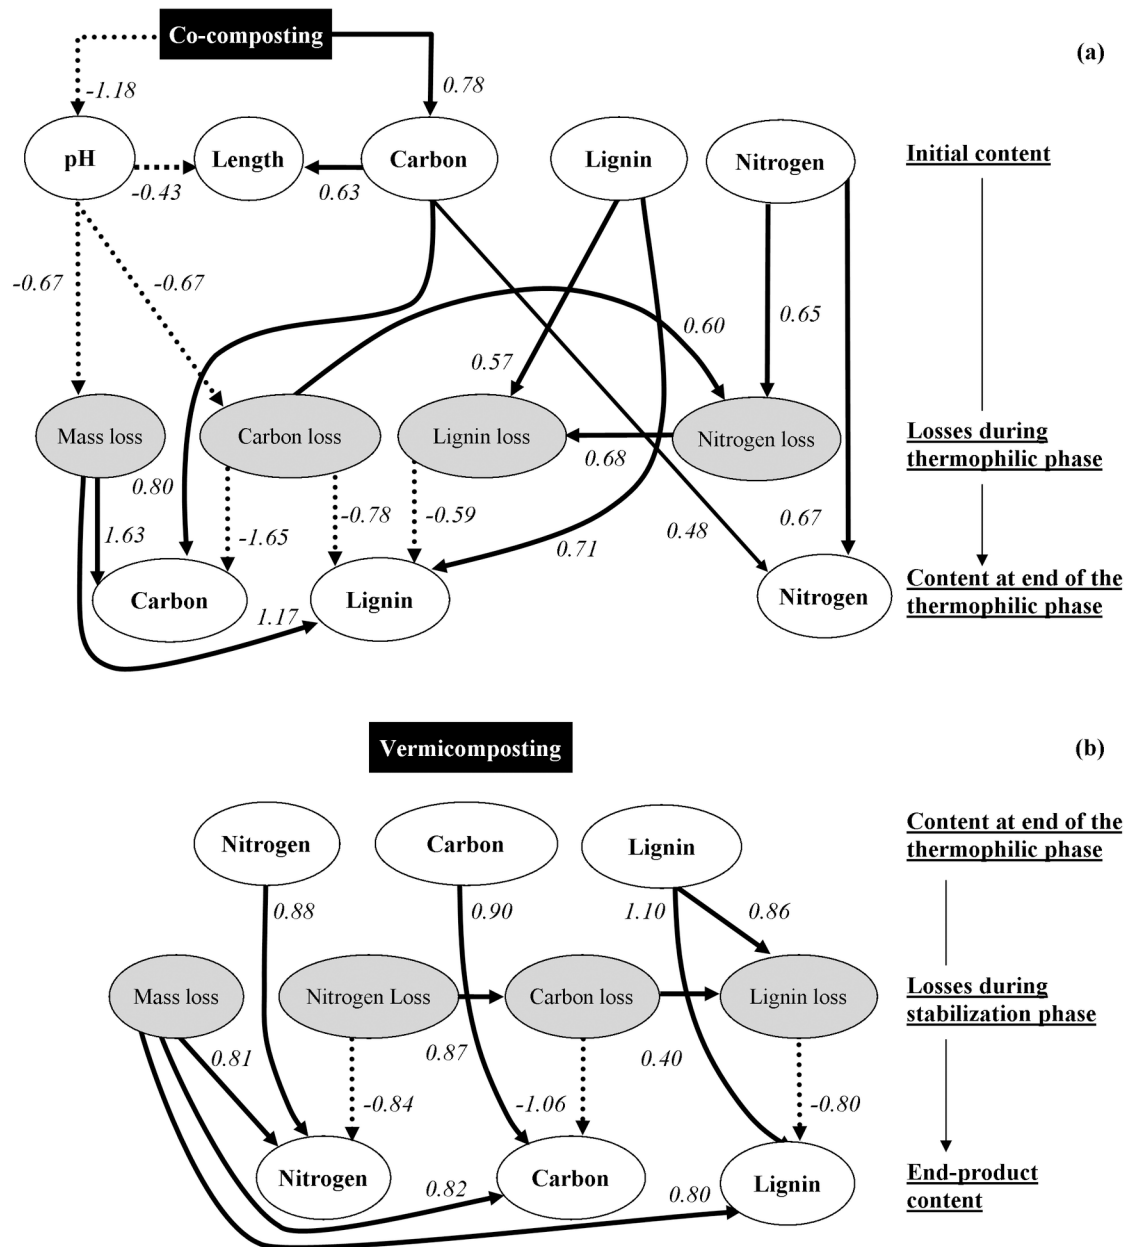 Co-composting
(a)
-1.18
0.78
pH
Length
Carbon
Lignin
Nitrogen
Initial content
-0.43
0.63
-0.67
-0.67
0.60
0.65
0.57
Mass loss
Carbon loss
Lignin loss
Nitrogen loss
Losses during
thermophilic phase
0.68
0.80
1.63
-1.65
-0.78
-0.59
0.71
0.48
0.67
Carbon
Lignin
Nitrogen
Content at end of the
thermophilic phase
1.17
Vermicomposting
(b)
Nitrogen
Carbon
Lignin
Content at end of the
thermophilic phase
0.88
0.90
1.10
0.86
Mass loss
Nitrogen Loss
Carbon loss
Lignin loss
Losses during
stabilization phase
0.81
0.87
0.40
-0.84
-1.06
-0.80
Nitrogen
Carbon
Lignin
End-product
content
0.82
0.80